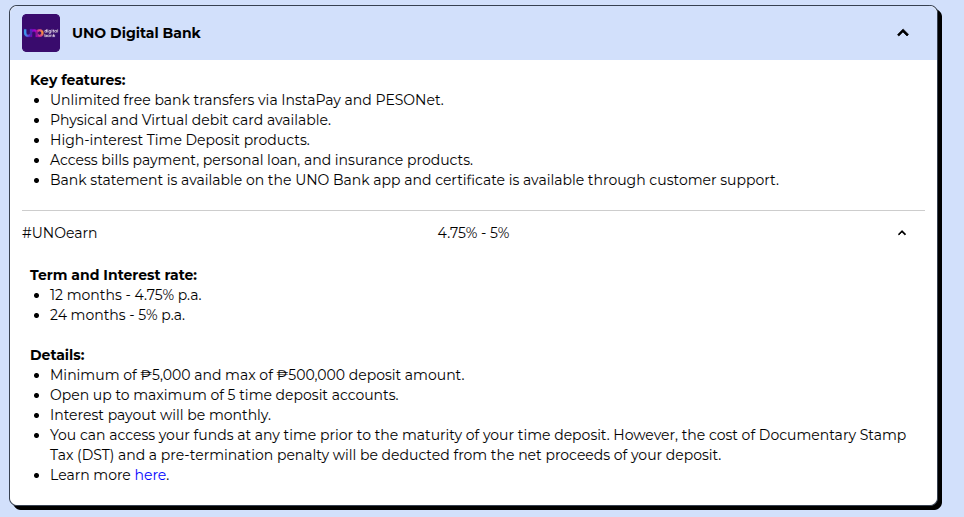 uno digital bank
UNO Digital Bank
Key features:
• Unlimited free bank transfers via InstaPay and PESONet.
• Physical and Virtual debit card available.
• High-interest Time Deposit products.
• Access bills payment, personal loan, and insurance products.
• Bank statement is available on the UNO Bank app and certificate is available through customer support.
#UNOearn 4.75% - 5%
Term and Interest rate:
• 12 months - 4.75% p.a.
• 24 months - 5% p.a.
Details:
• Minimum of ₱5,000 and max of ₱500,000 deposit amount.
• Open up to maximum of 5 time deposit accounts.
• Interest payout will be monthly.
• You can access your funds at any time prior to the maturity of your time deposit. However, the cost of Documentary Stamp
Tax (DST) and a pre-termination penalty will be deducted from the net proceeds of your deposit.
• Learn more here.